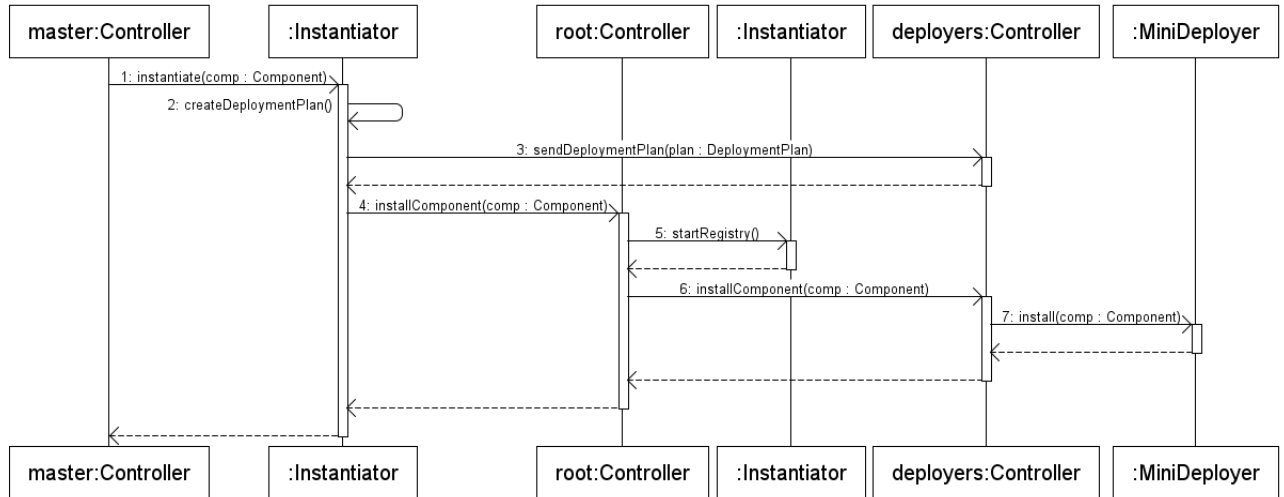 master:Controller :Instantiator root:Controller :Instantiator deployers:Controller :MiniDeployer
1: instantiate(comp : Component)
2: createDeploymentPlan()
3: sendDeploymentPlan(plan : DeploymentPlan)
4: installComponent(comp : Component)
5: startRegistry()
6: installComponent(comp : Component)
7: install(comp : Component)
master:Controller :Instantiator root:Controller :Instantiator deployers:Controller :MiniDeployer